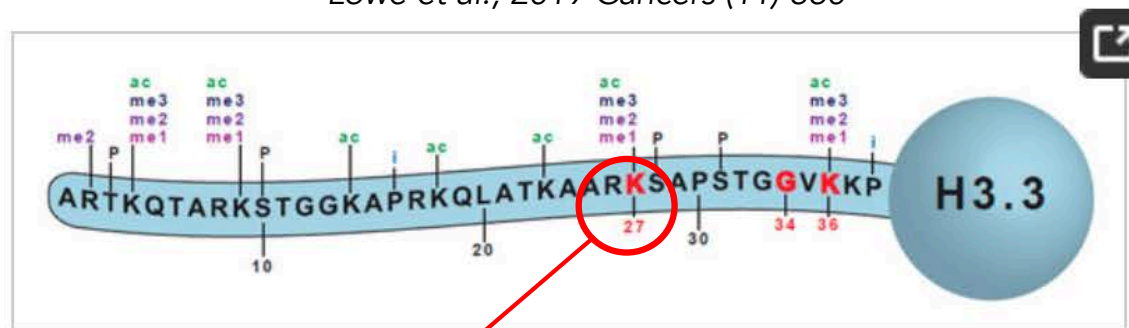 Lowe et al., 2019 Cancers (11) 660
ac ac ac ac
me3 me3 me3 me3
me2 me2 me2 me2
me2 P me1 me1 P ac i ac ac me1 P P me1 i
ARTKQTARKSTGGKAPRKQLATKAARKSAPSTGGVKKP H3.3
10 20 27 30 34 36